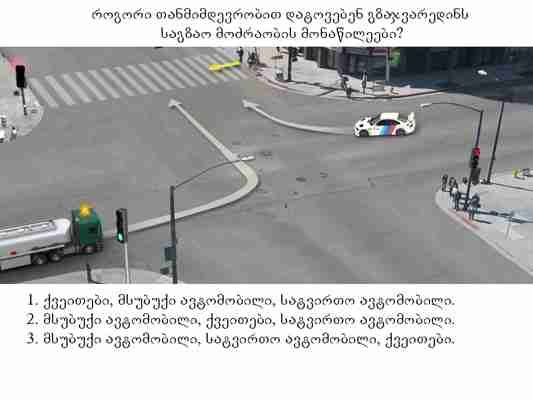 როგორი თანმიმდევრობით დატოვებენ გზაჯვარედინს
საგზაო მოძრაობის მონაწილეები?
1. ქვეითები, მსუბუქი ავტომობილი, სატვირთო ავტომობილი.
2. მსუბუქი ავტომობილი, ქვეითები, სატვირთო ავტომობილი.
3. მსუბუქი ავტომობილი, სატვირთო ავტომობილი, ქვეითები.